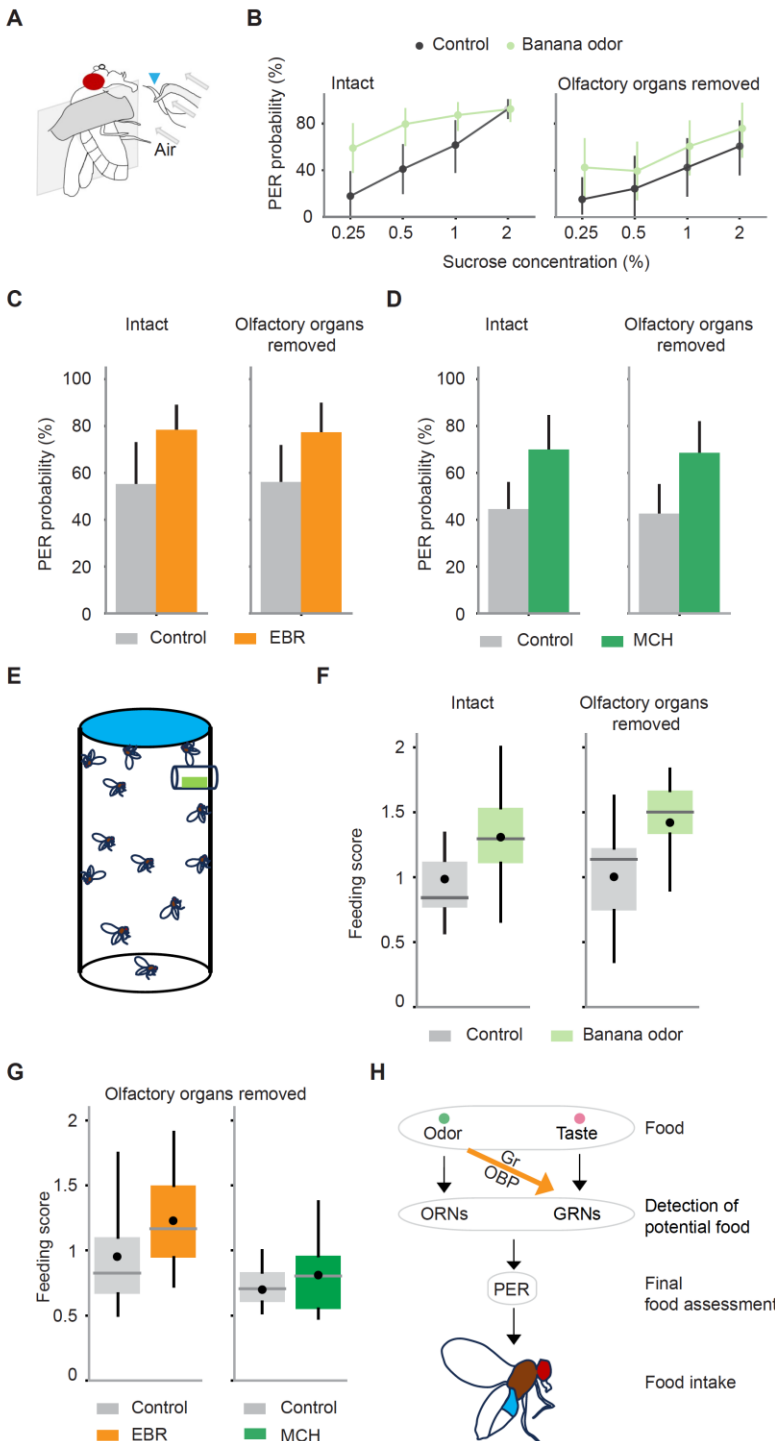 A
Air
B
Control
Banana odor
Intact
Olfactory organs removed
PER probability (%)
80
40
0
0.25 0.5 1 2
0.25 0.5 1 2
Sucrose concentration (%)
C
Intact
Olfactory organs
removed
PER probability (%)
100
80
60
40
20
0
Control
EBR
D
Intact
Olfactory organs
removed
PER probability (%)
100
80
60
40
20
0
Control
MCH
E
F
Intact
Olfactory organs
removed
Feeding score
2
1.5
1
0.5
0
Control
Banana odor
G
Olfactory organs removed
Feeding score
2
1.5
1
0.5
0
Control
EBR
Control
MCH
H
Odor
Taste
Food
Gr
OBP
ORNs
GRNs
Detection of
potential food
PER
Final
food assessment
Food intake